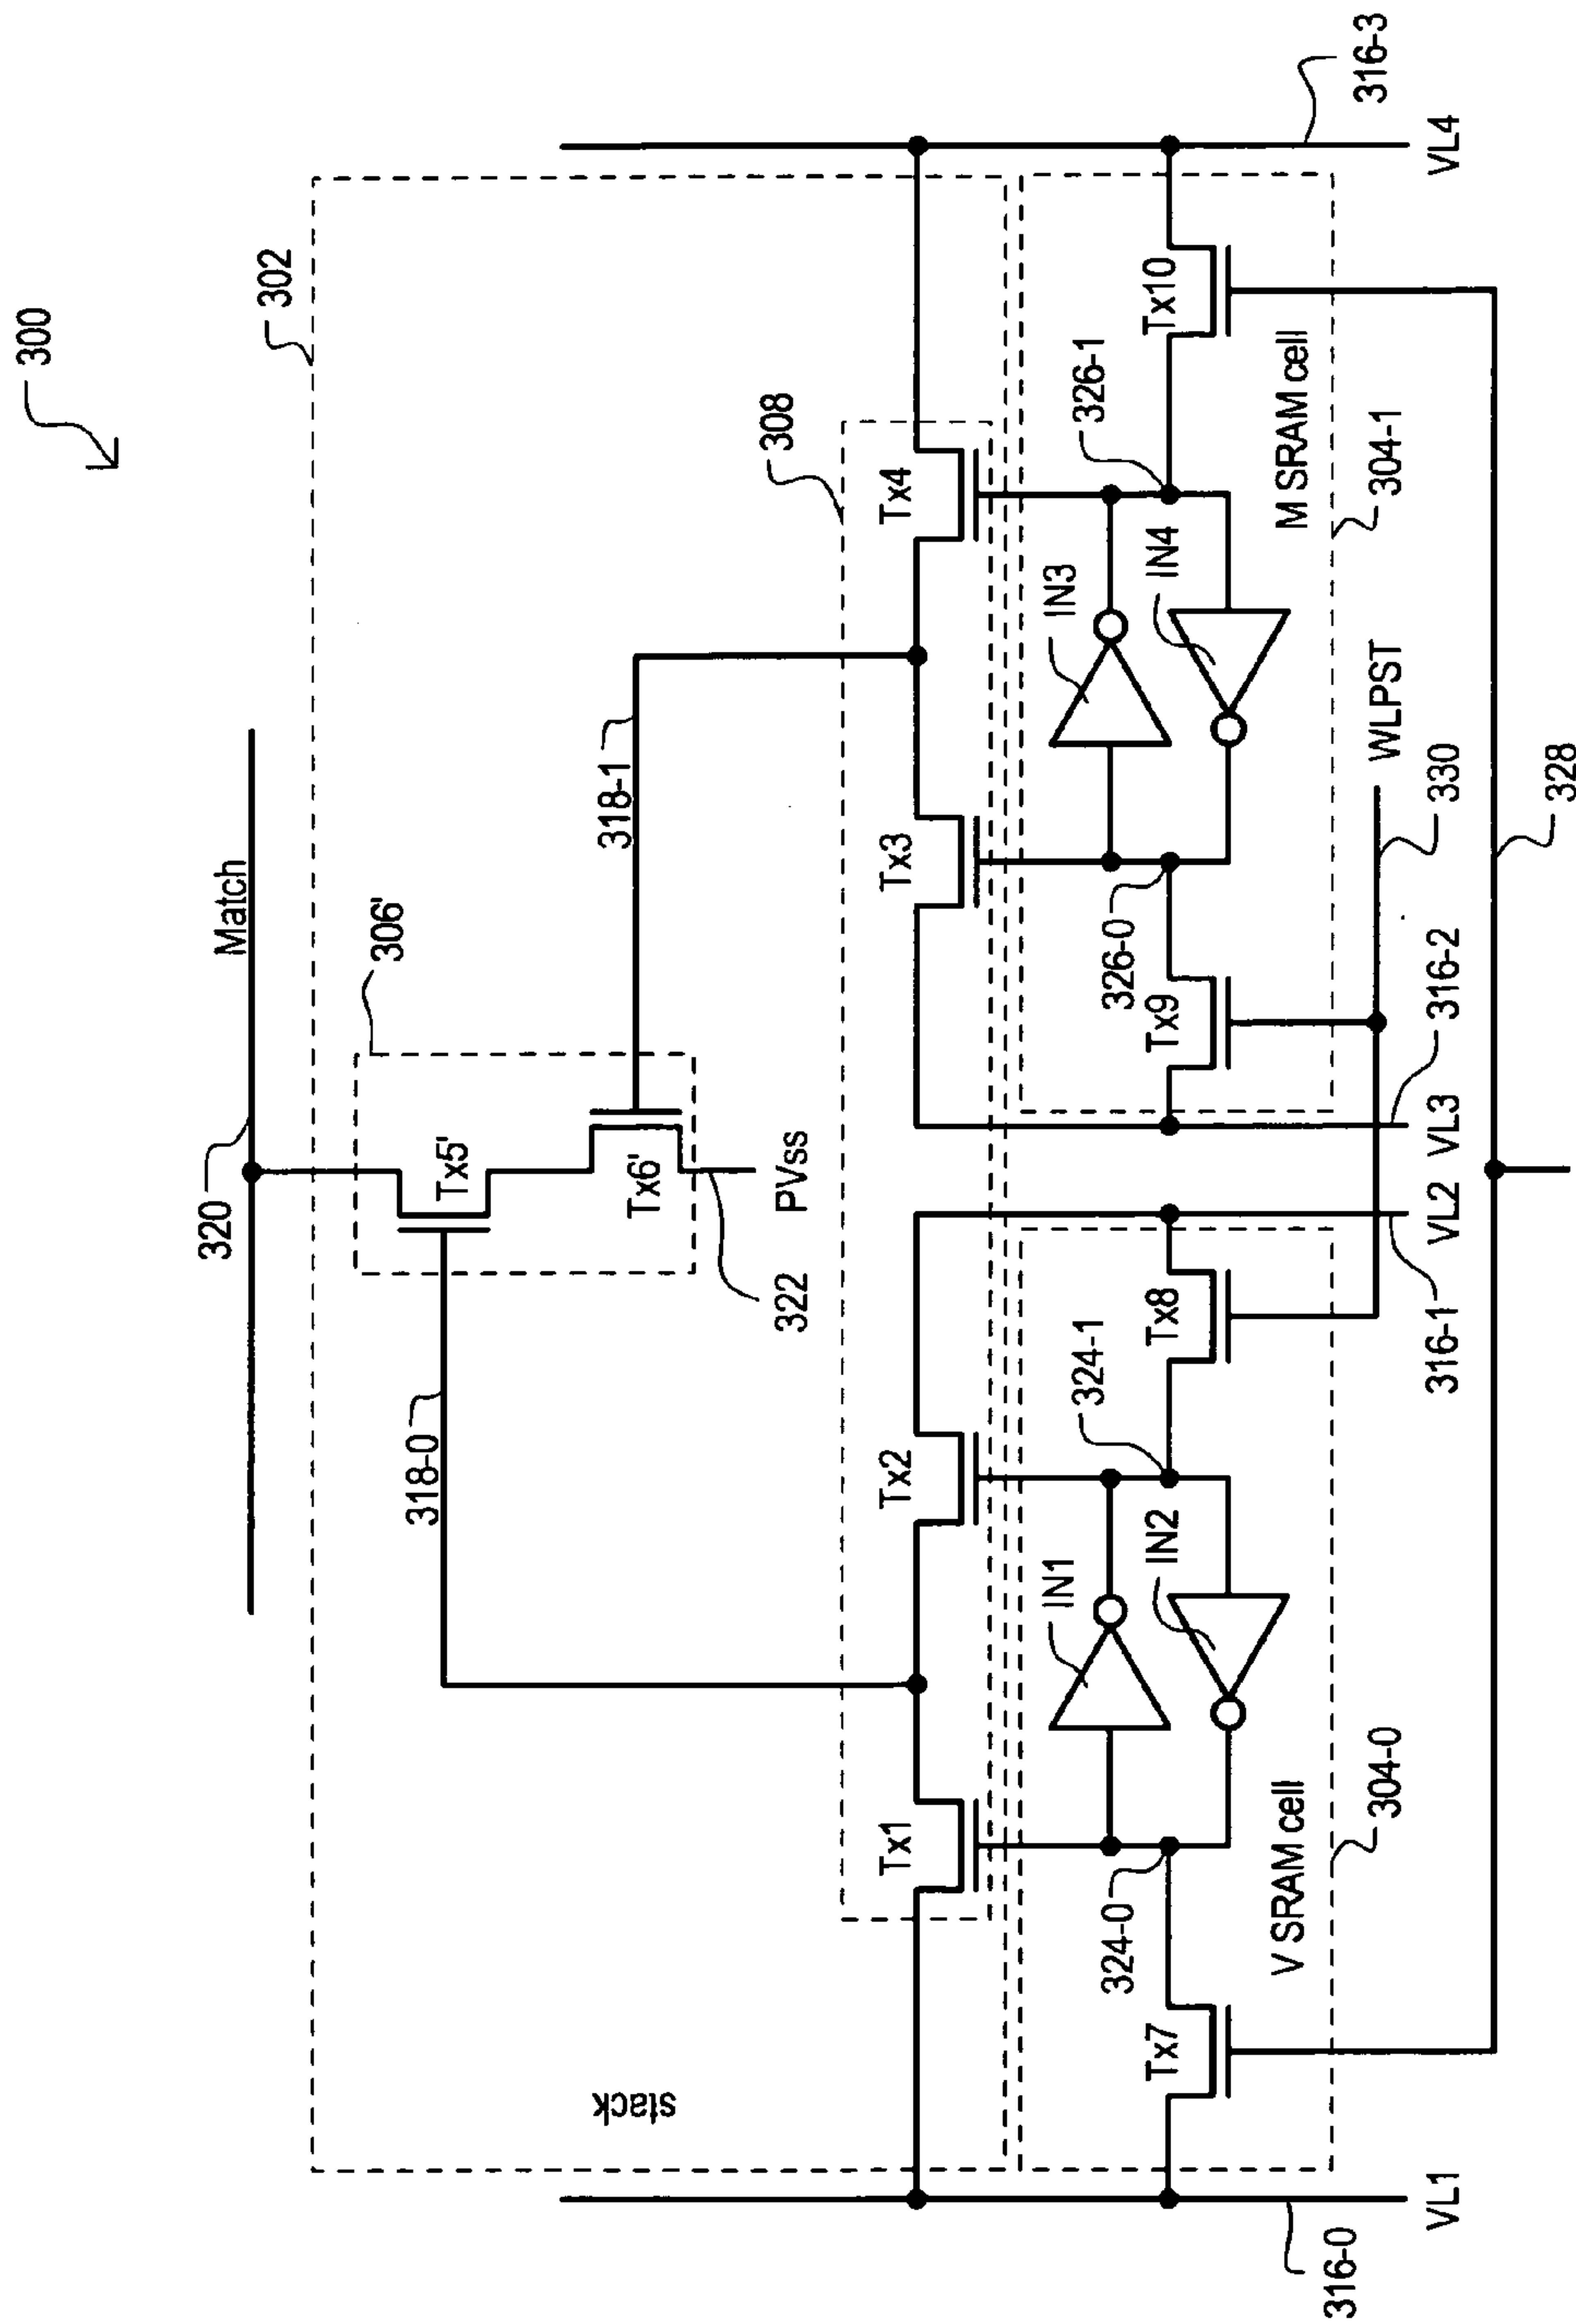 300
302
320
Match
306'
Tx5'
Tx6'
318-0
318-1
322
PVss
stack
308
Tx1
Tx2
Tx3
Tx4
316-3
324-0
IN1
324-1
IN2
Tx7
Tx8
V SRAM cell
304-0
326-0
IN3
326-1
IN4
Tx9
Tx10
M SRAM cell
304-1
WLPST
330
328
316-0
VL1
316-1
VL2
VL3
316-2
VL4